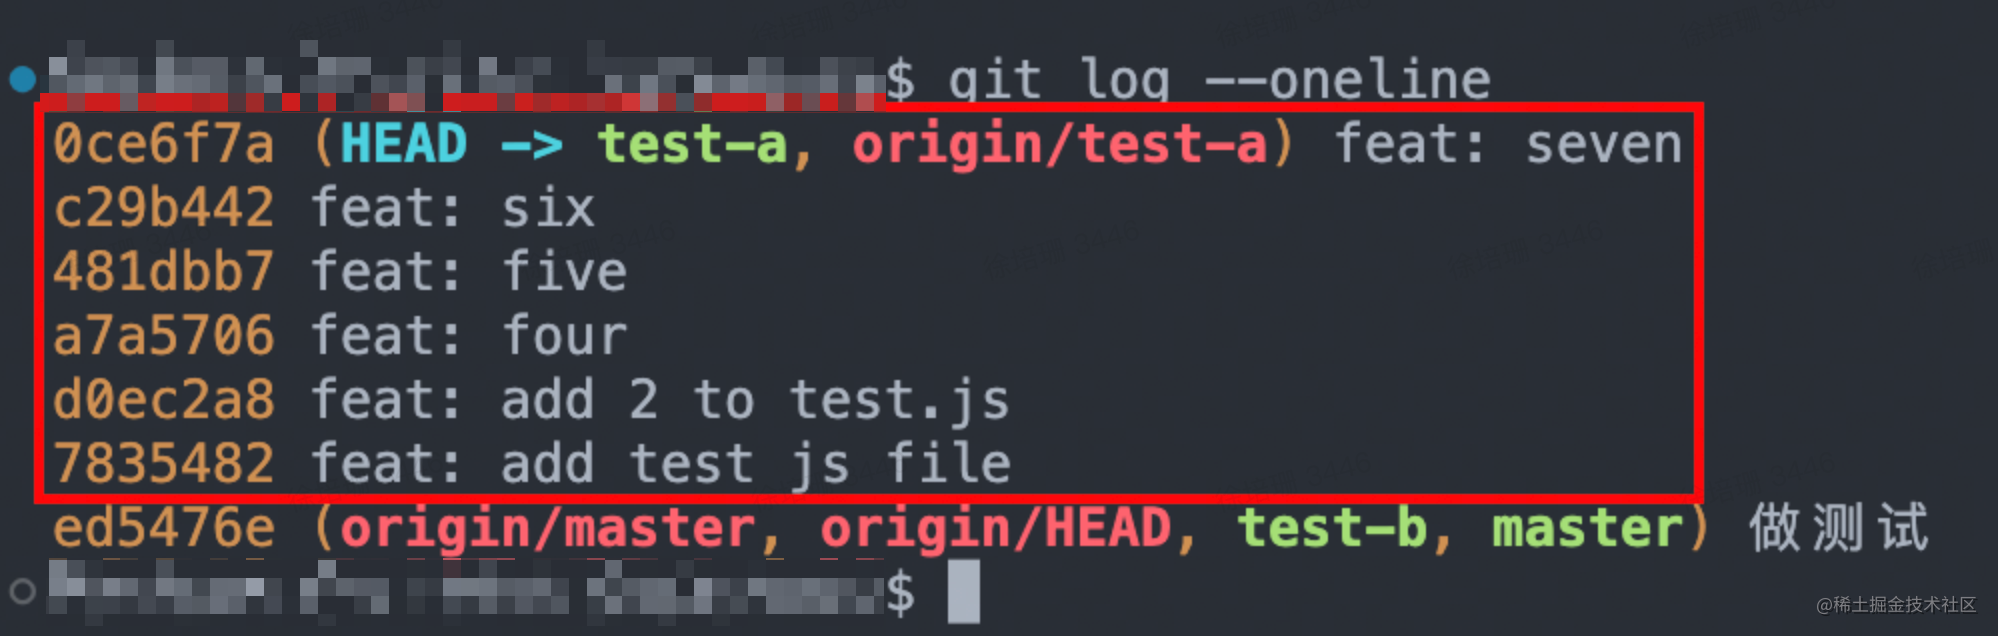 $ git log --oneline
0ce6f7a (HEAD -> test-a, origin/test-a) feat: seven
c29b442 feat: six
481dbb7 feat: five
a7a5706 feat: four
d0ec2a8 feat: add 2 to test.js
7835482 feat: add test js file
ed5476e (origin/master, origin/HEAD, test-b, master) 做测试
$
@稀土掘金技术社区